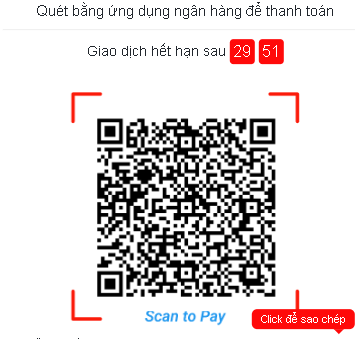 Quét bằng ứng dụng ngân hàng để thanh toán
Giao dịch hết hạn sau 29 51
Scan to Pay
Click để sao chép